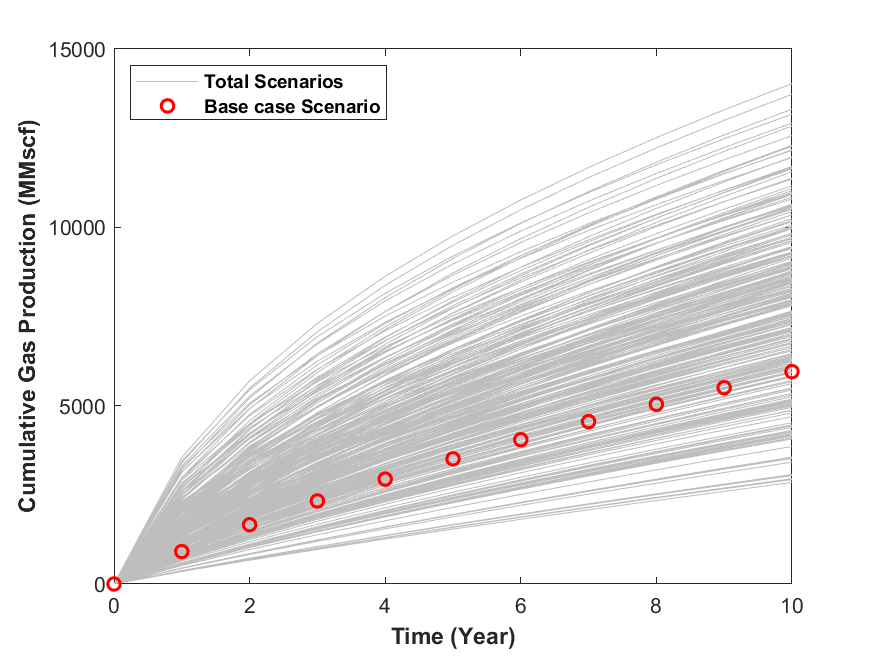 15000
Total Scenarios
Base case Scenario
10000
5000
0
Cumulative Gas Production (MMscf)
0 2 4 6 8 10
Time (Year)